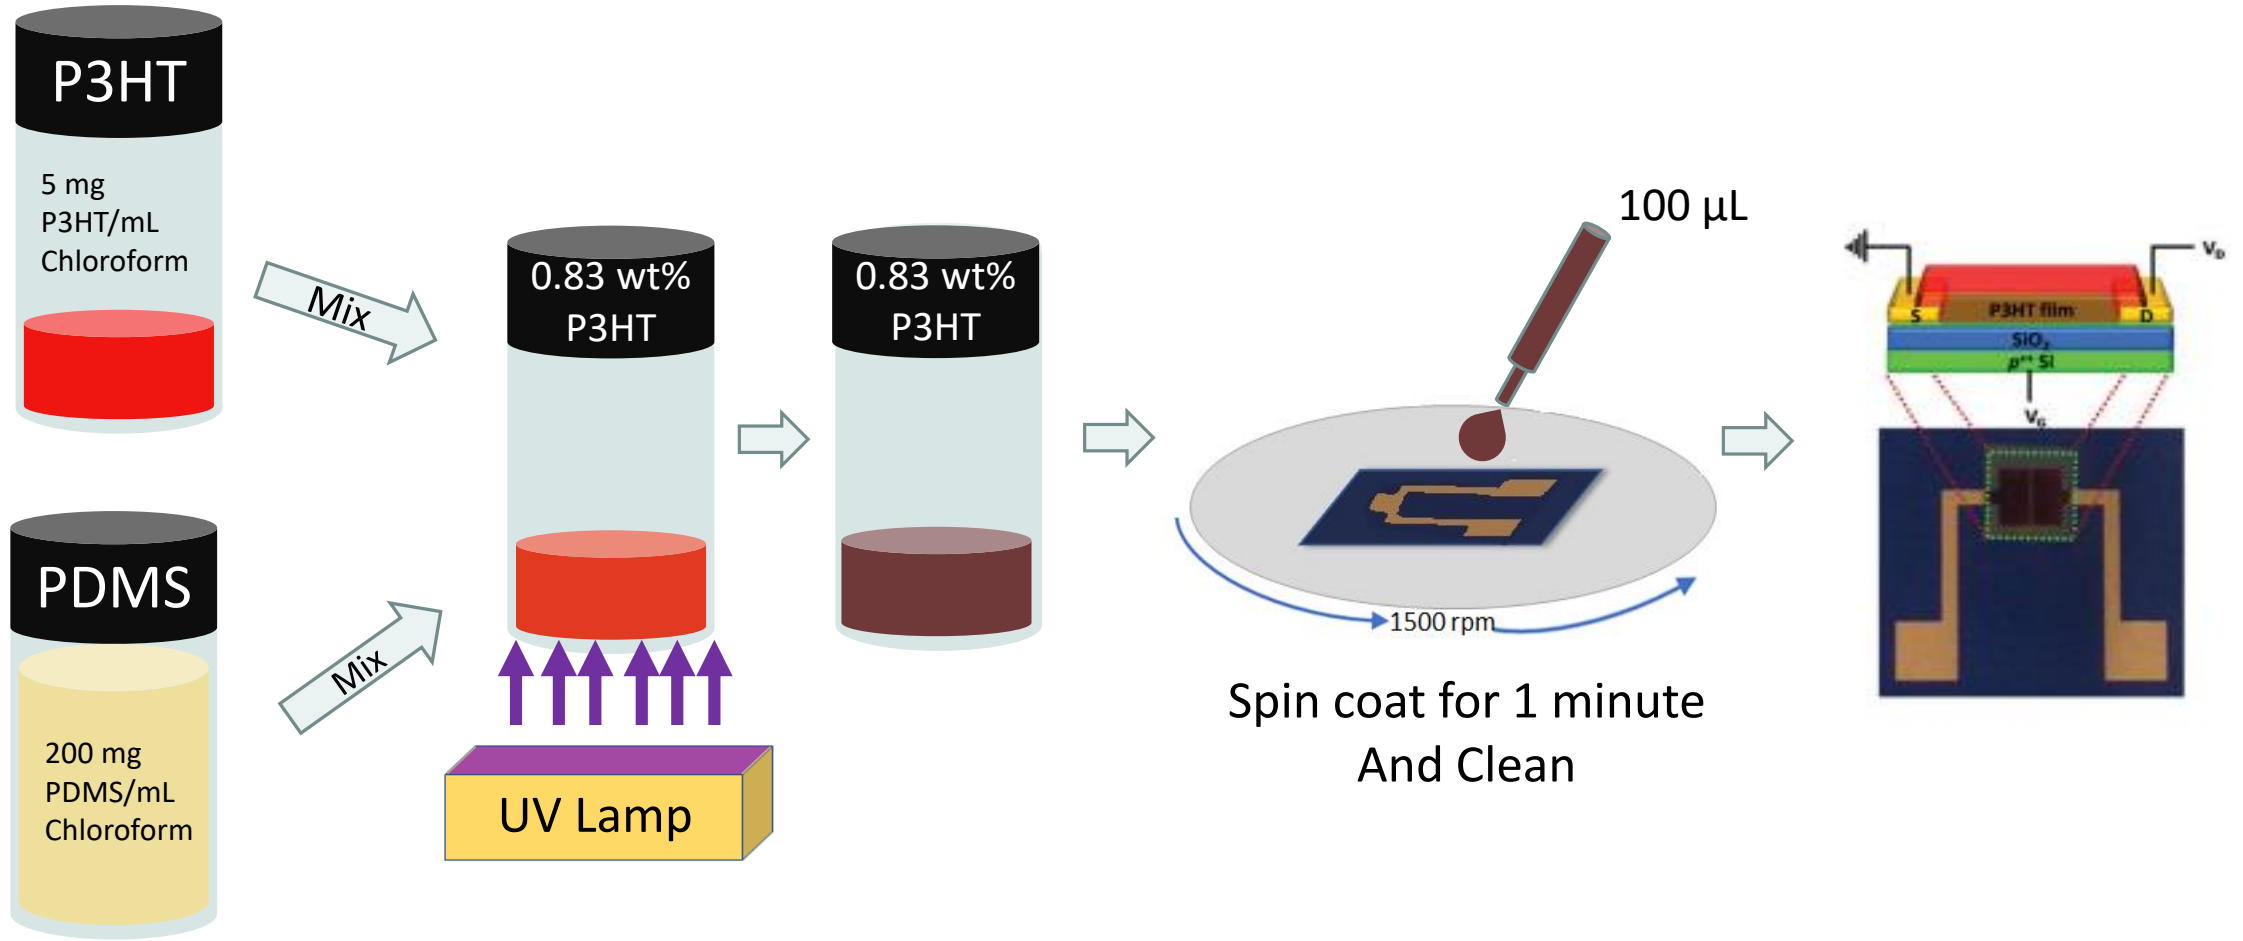 P3HT
5 mg
P3HT/mL
Chloroform
Mix
PDMS
200 mg
PDMS/mL
Chloroform
Mix
0.83 wt%
P3HT
UV Lamp
0.83 wt%
P3HT
100 µL
1500 rpm
Spin coat for 1 minute
And Clean
V_D
S
P3HT film
D
SiO₂
p⁺⁺ Si
V_G